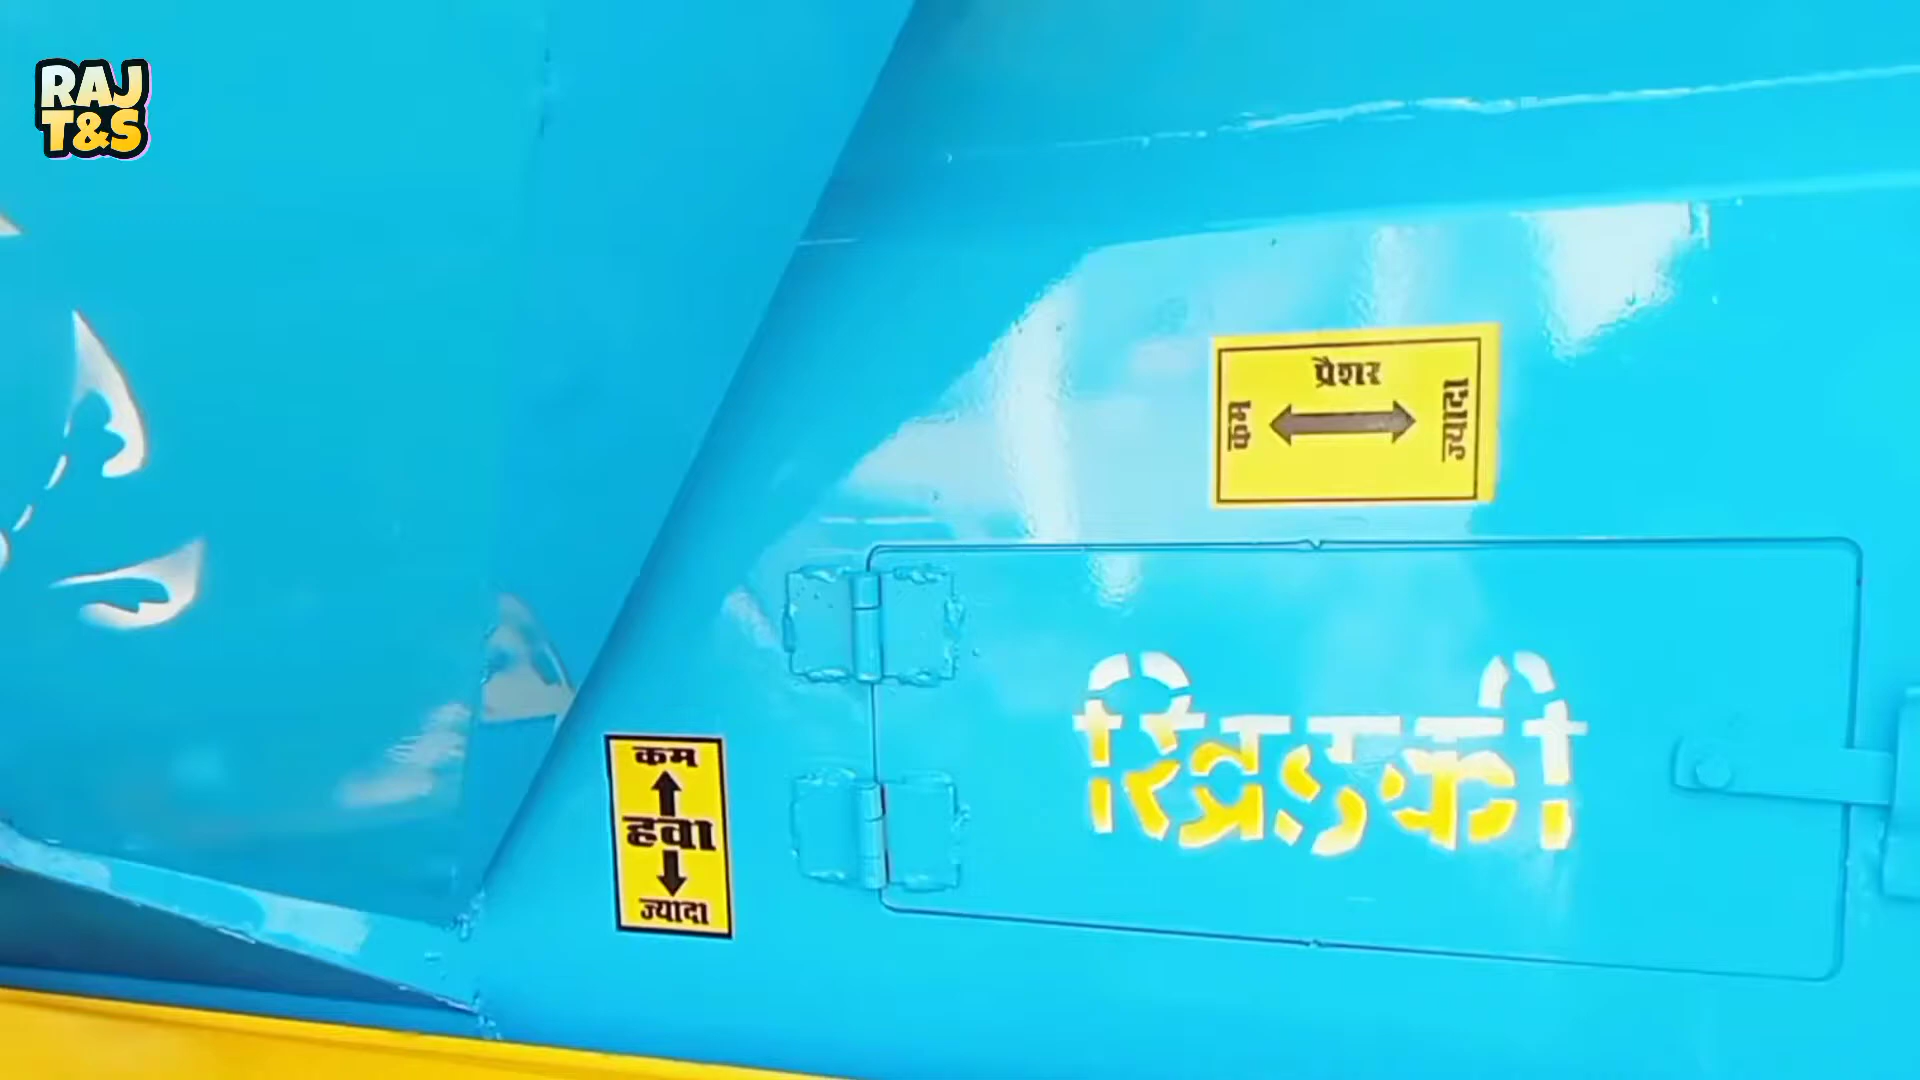 RAJ
T&S
प्रैशर
कम
ज्यादा
खिड़की
कम
हवा
ज्यादा